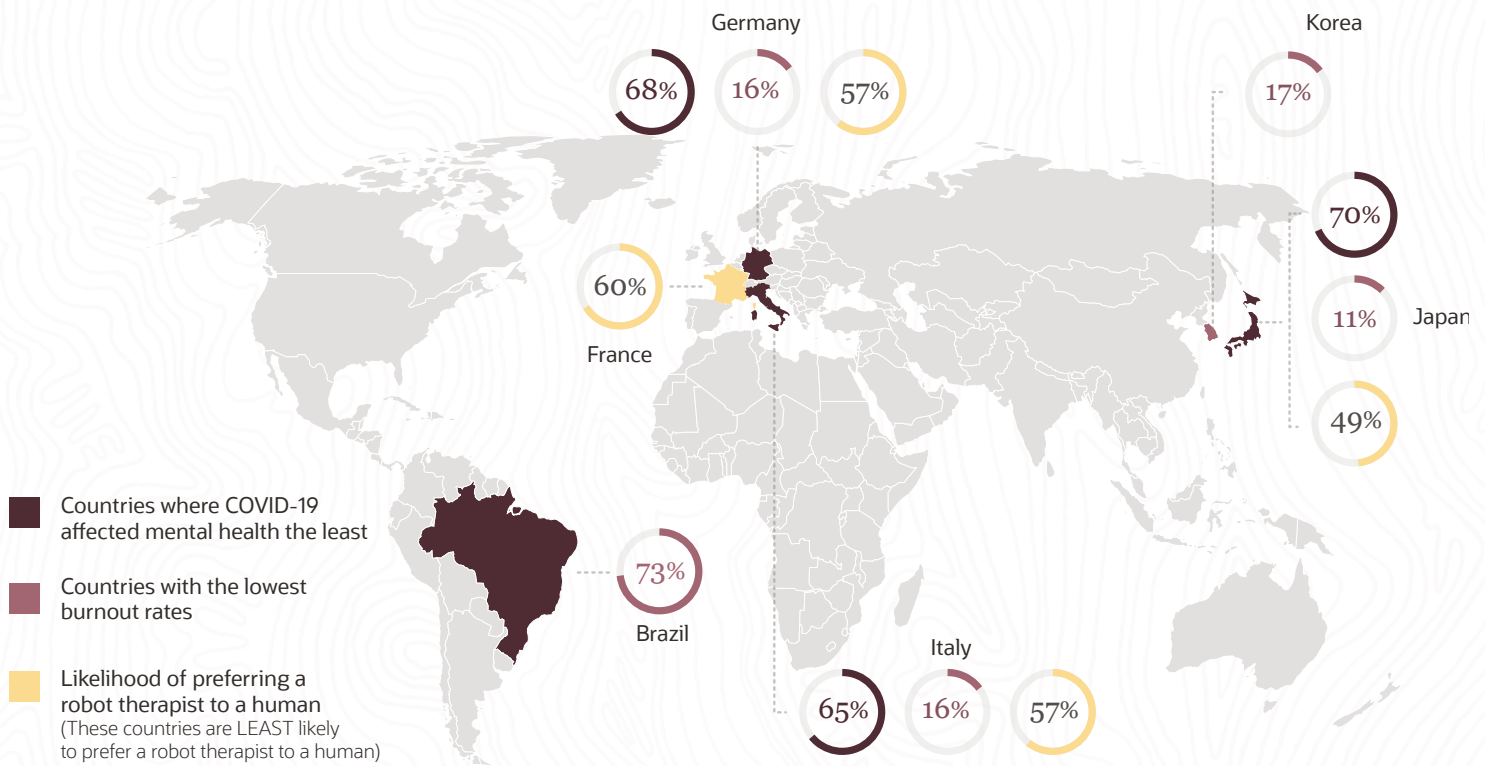 Germany
68%
16%
57%
Korea
17%
70%
11%
Japan
49%
60%
France
Countries where COVID-19
affected mental health the least
Countries with the lowest
burnout rates
Likelihood of preferring a
robot therapist to a human
(These countries are LEAST likely
to prefer a robot therapist to a human)
73%
Brazil
Italy
65%
16%
57%